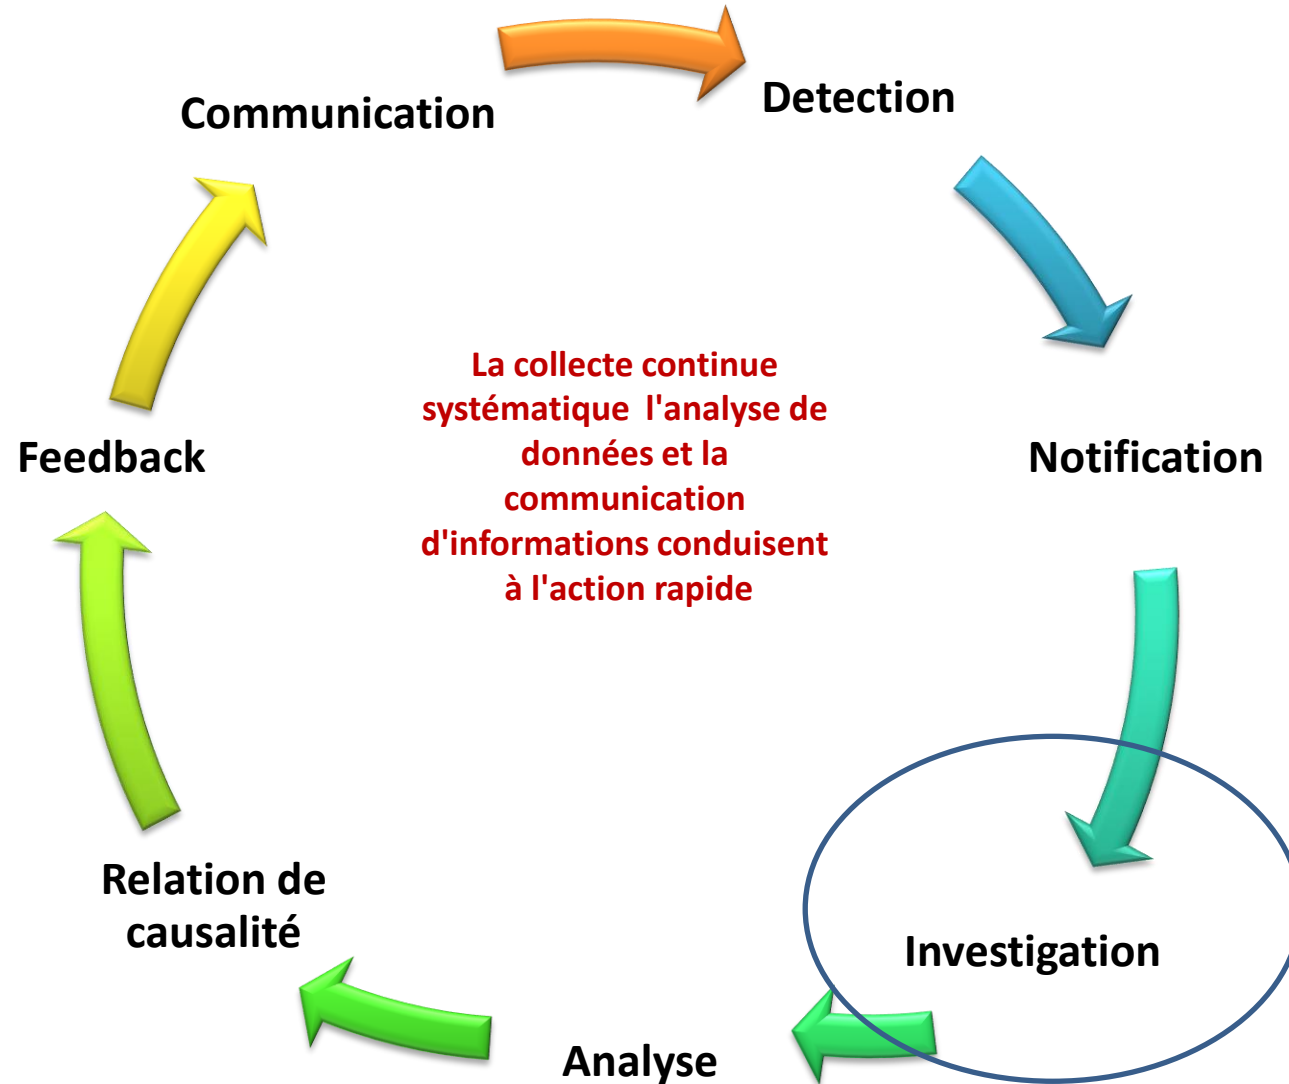 Communication
Detection
La collecte continue
systématique l'analyse de
données et la
communication
d'informations conduisent
à l'action rapide
Feedback
Notification
Relation de
causalité
Investigation
Analyse